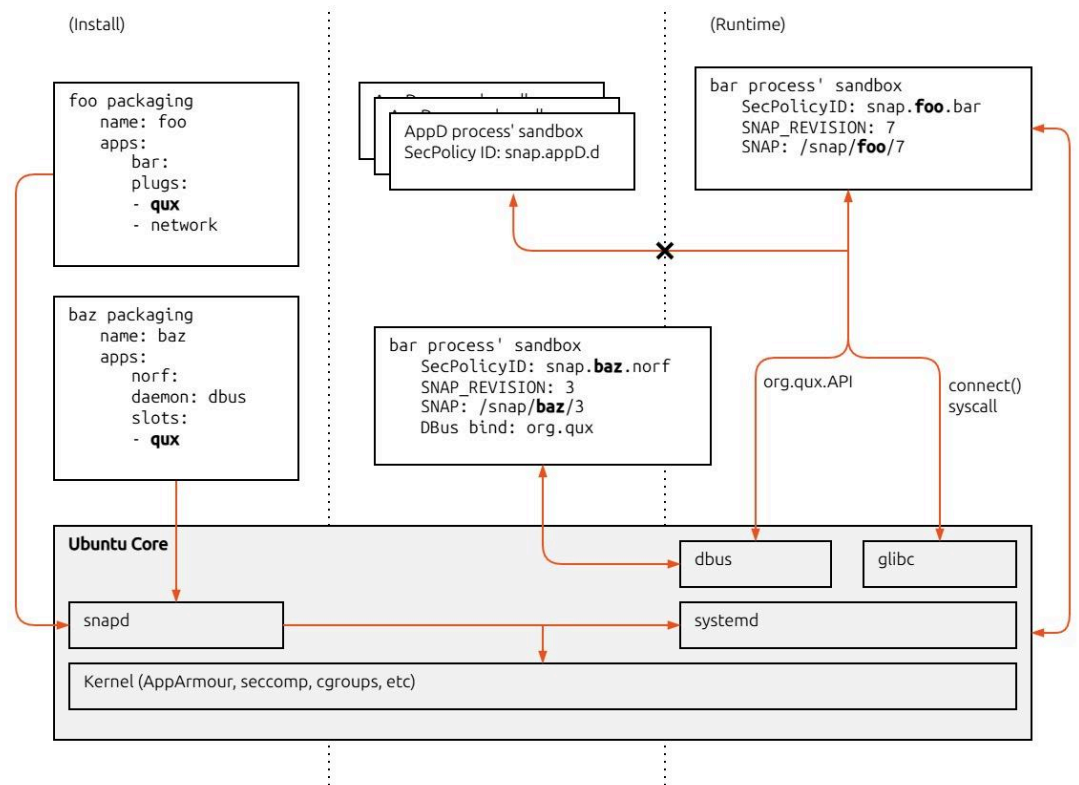 (Install)
(Runtime)
foo packaging
name: foo
apps:
bar:
plugs:
- qux
- network
AppD process' sandbox
SecPolicy ID: snap.appD.d
bar process' sandbox
SecPolicyID: snap.foo.bar
SNAP_REVISION: 7
SNAP: /snap/foo/7
baz packaging
name: baz
apps:
norf:
daemon: dbus
slots:
- qux
bar process' sandbox
SecPolicyID: snap.baz.norf
SNAP_REVISION: 3
SNAP: /snap/baz/3
DBus bind: org.qux
org.qux.API
connect()
syscall
Ubuntu Core
dbus
glibc
snapd
systemd
Kernel (AppArmour, seccomp, cgroups, etc)